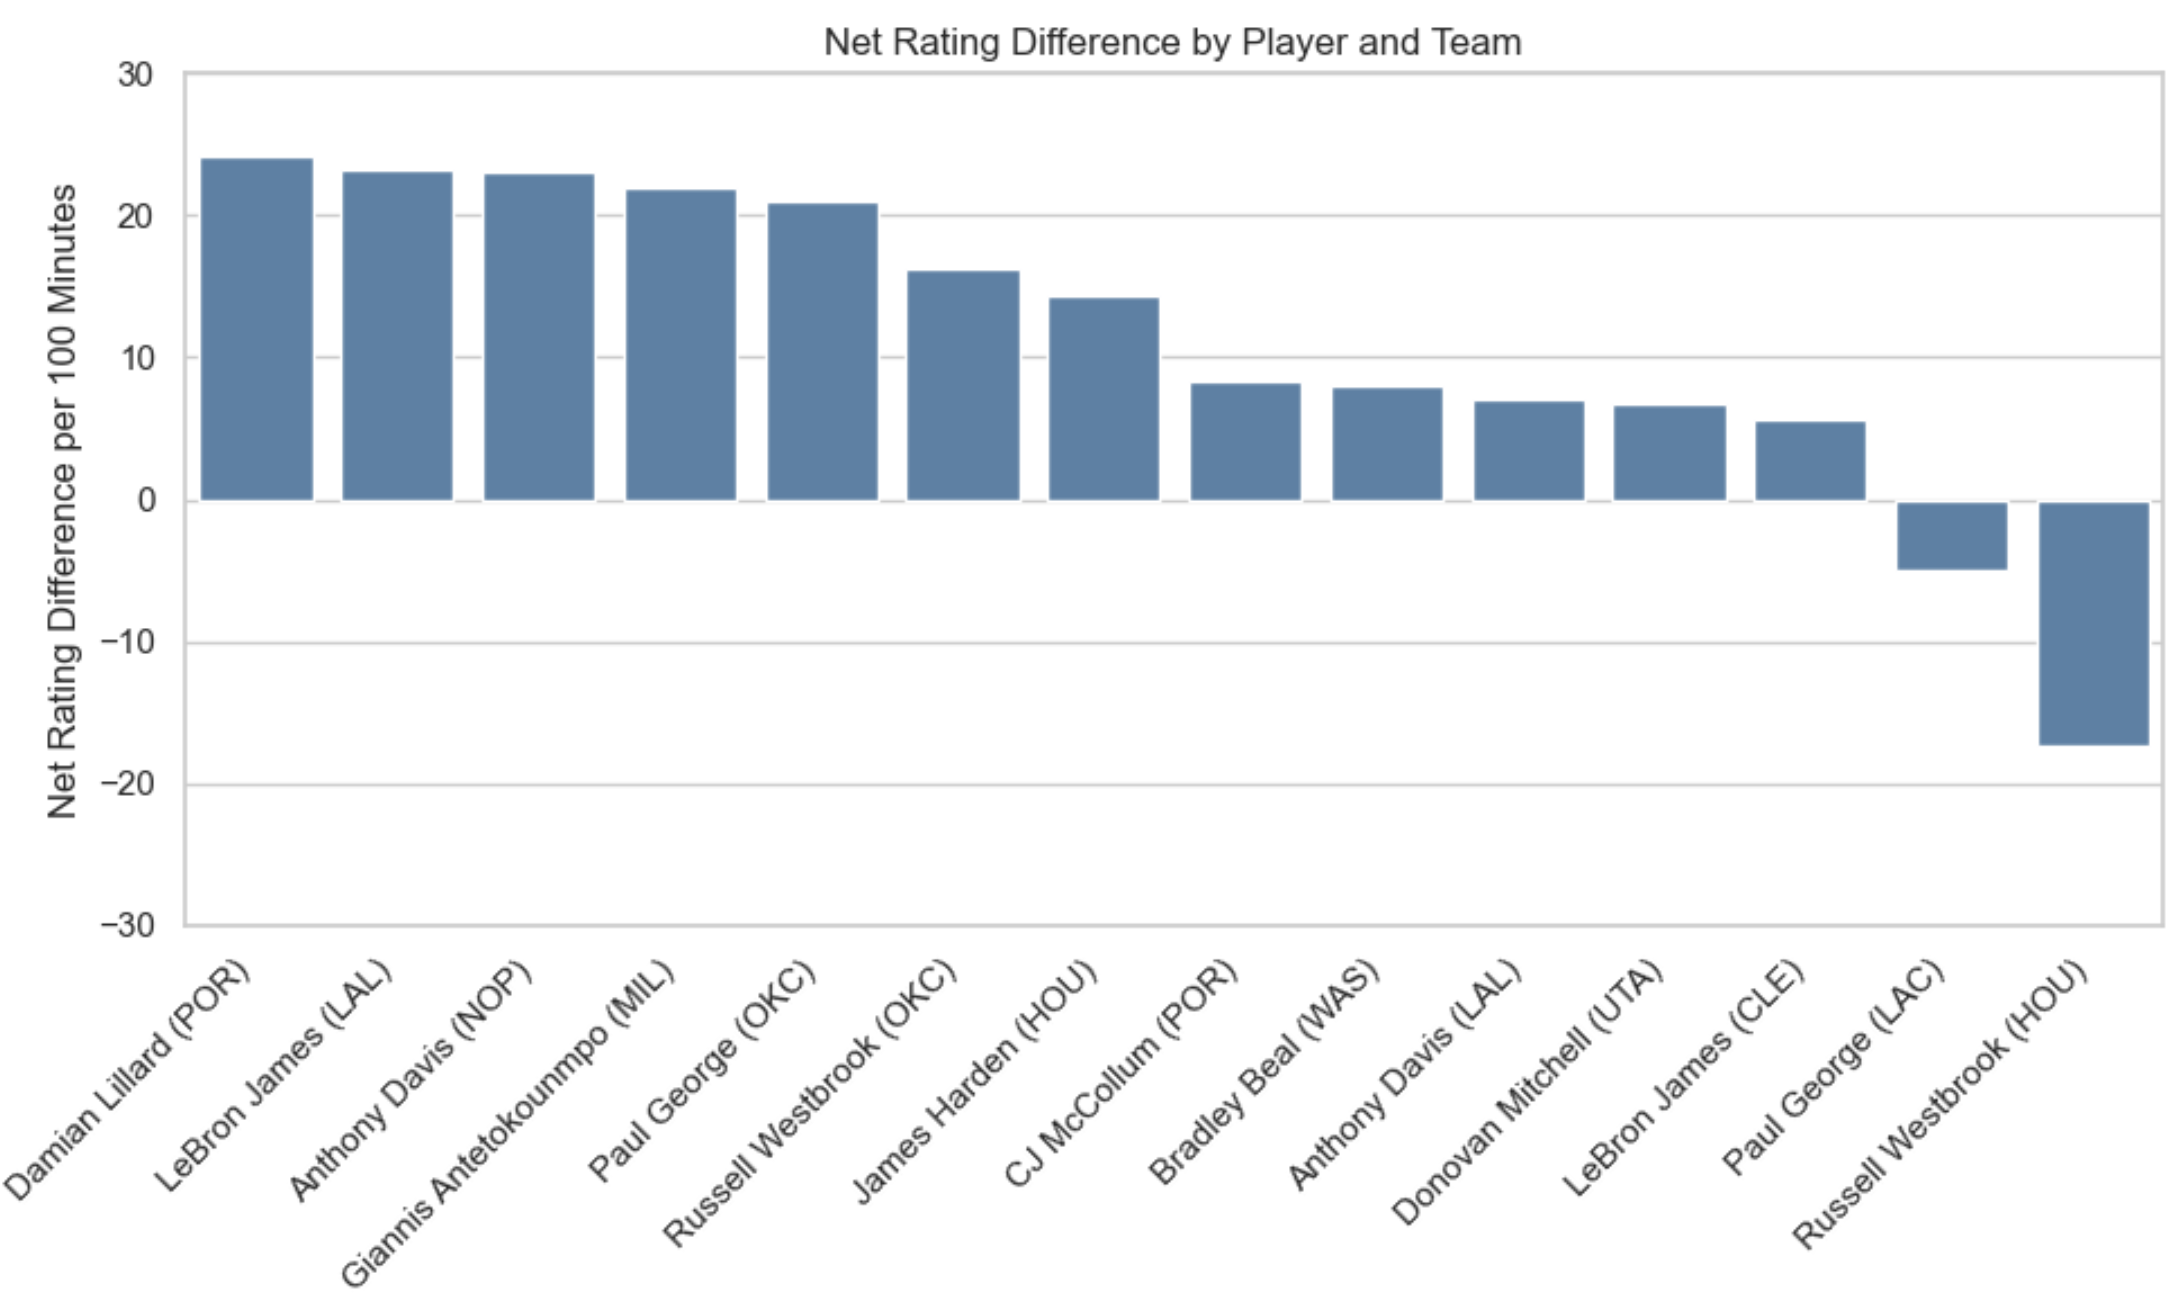 Net Rating Difference by Player and Team
Net Rating Difference per 100 Minutes
30
20
10
0
−10
−20
−30
Damian Lillard (POR)
LeBron James (LAL)
Anthony Davis (NOP)
Giannis Antetokounmpo (MIL)
Paul George (OKC)
Russell Westbrook (OKC)
James Harden (HOU)
CJ McCollum (POR)
Bradley Beal (WAS)
Anthony Davis (LAL)
Donovan Mitchell (UTA)
LeBron James (CLE)
Paul George (LAC)
Russell Westbrook (HOU)